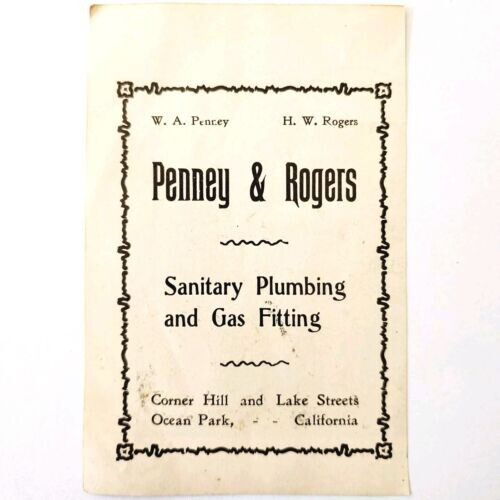 W. A. Penney H. W. Rogers
Penney & Rogers
Sanitary Plumbing
and Gas Fitting
Corner Hill and Lake Streets
Ocean Park, - - California